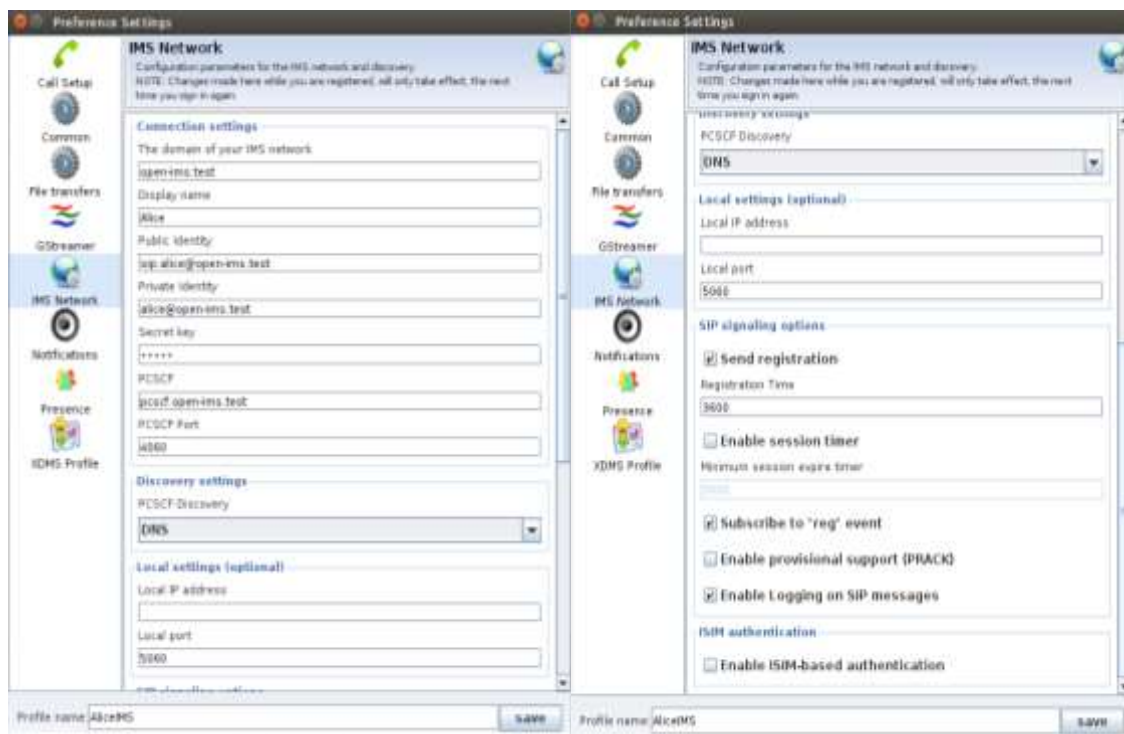 Preference Settings
Call Setup
Common
File transfers
GStreamer
IMS Network
Notifications
Presence
XDMS Profile
IMS Network
Configuration parameters for the IMS network and discovery.
NOTE: Changes made here while you are registered, will only take effect, the next
time you sign in again
Connection settings
The domain of your IMS network
open-ims.test
Display name
Alice
Public Identity
sip:alice@open-ims.test
Private Identity
alice@open-ims.test
Secret key
*****
PCSCF
pcscf.open-ims.test
PCSCF Port
4060
Discovery settings
PCSCF Discovery
DNS
Local settings (optional)
Local IP address
Local port
5060
SIP signaling options
Profile name AliceIMS
save
Preference Settings
Call Setup
Common
File transfers
GStreamer
IMS Network
Notifications
Presence
XDMS Profile
IMS Network
Configuration parameters for the IMS network and discovery.
NOTE: Changes made here while you are registered, will only take effect, the next
time you sign in again
Discovery settings
PCSCF Discovery
DNS
Local settings (optional)
Local IP address
Local port
5060
SIP signaling options
Send registration
Registration Time
3600
Enable session timer
Minimum session expire timer
Subscribe to "reg" event
Enable provisional support (PRACK)
Enable Logging on SIP messages
ISIM authentication
Enable ISIM-based authentication
Profile name AliceIMS
save